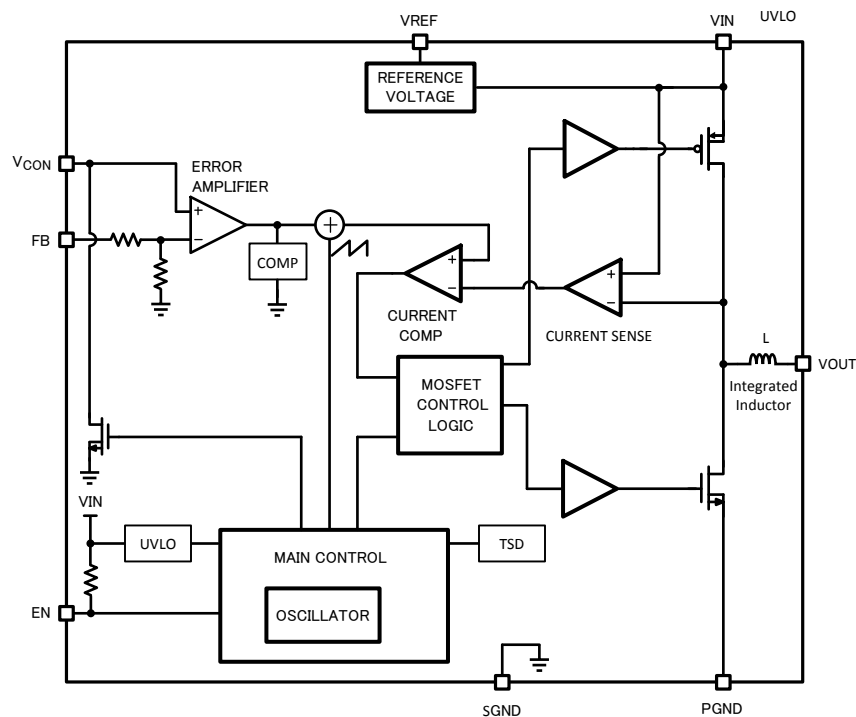 VREF
VIN
UVLO
REFERENCE
VOLTAGE
VCON
ERROR
AMPLIFIER
+
−
FB
COMP
+
+
−
CURRENT
COMP
+
−
CURRENT SENSE
L
VOUT
Integrated
Inductor
MOSFET
CONTROL
LOGIC
VIN
UVLO
MAIN CONTROL
TSD
OSCILLATOR
EN
SGND
PGND